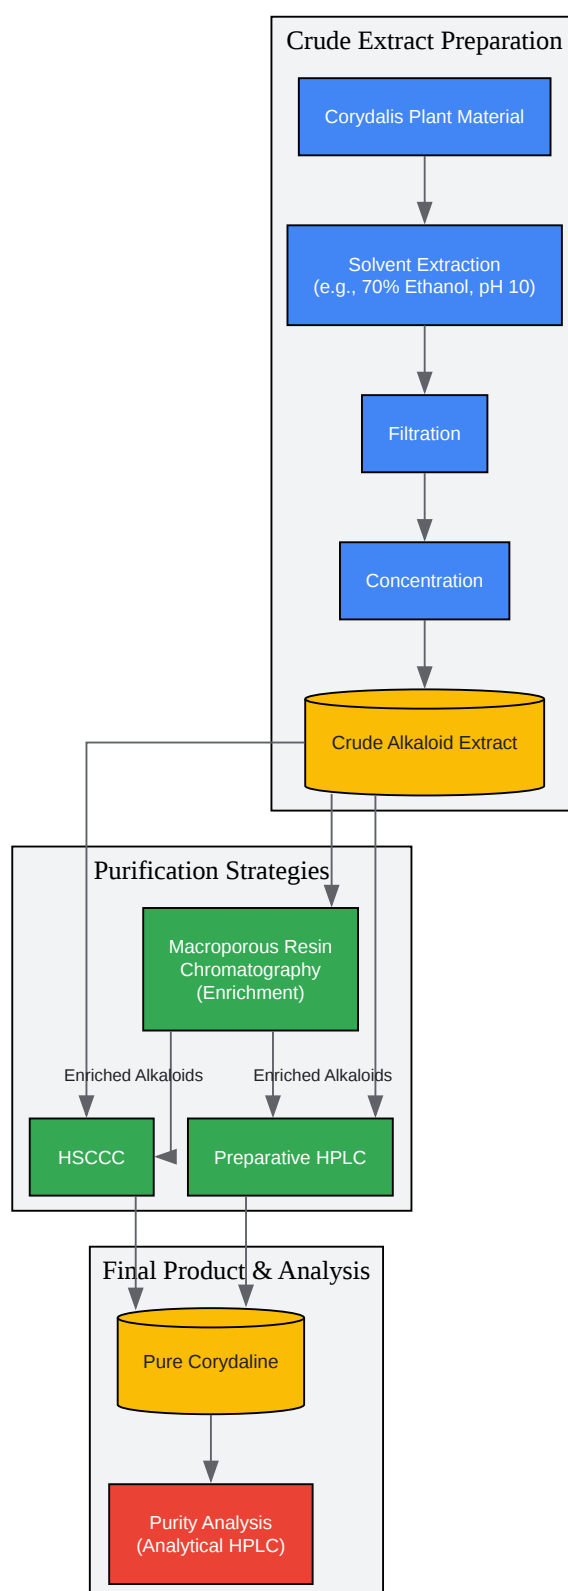 Crude Extract Preparation
Corydalis Plant Material
Solvent Extraction
(e.g., 70% Ethanol, pH 10)
Filtration
Concentration
Crude Alkaloid Extract
Purification Strategies
Macroporous Resin
Chromatography
(Enrichment)
Enriched Alkaloids
Enriched Alkaloids
HSCCC
Preparative HPLC
Final Product & Analysis
Pure Corydaline
Purity Analysis
(Analytical HPLC)